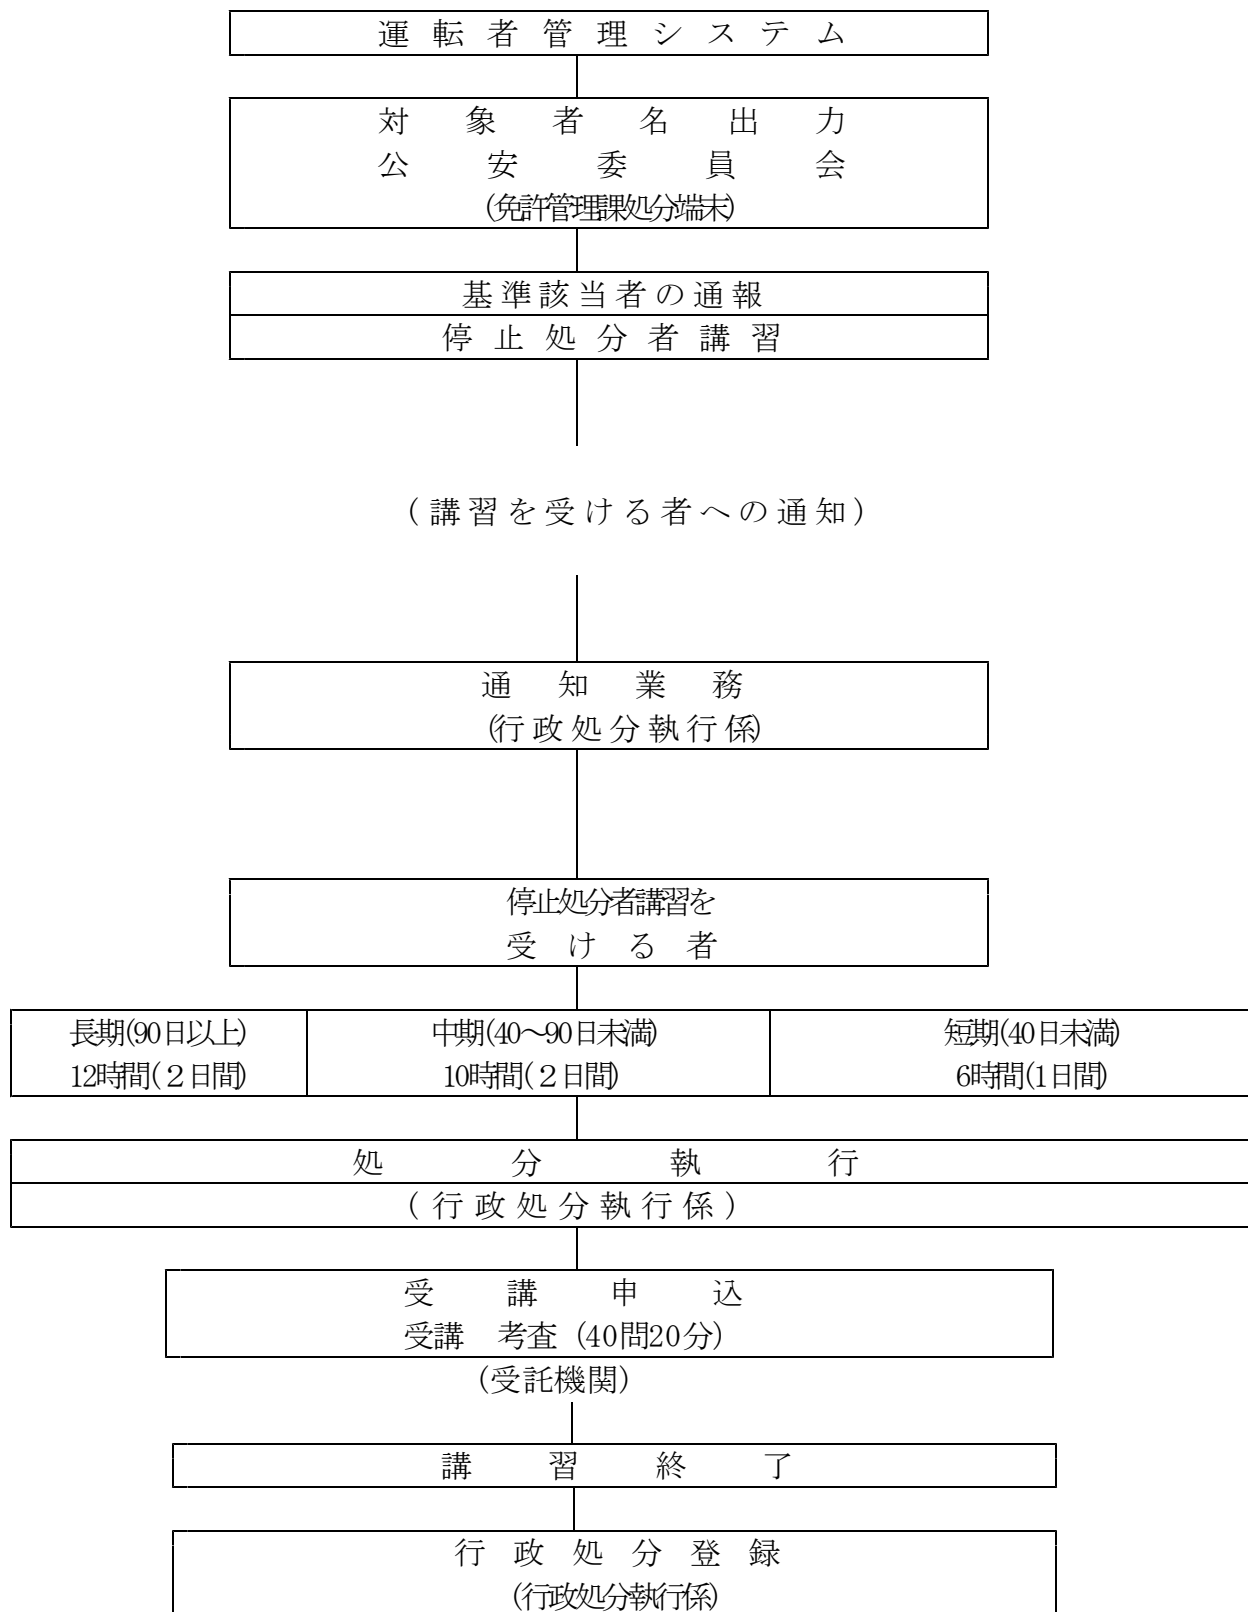 運転者管理システム
対象者名出力
公安委員会
(免許管理課処分端末)
基準該当者の通報
停止処分者講習
(講習を受ける者への通知)
通知業務
(行政処分執行係)
停止処分者講習を
受ける者
長期(90日以上)
12時間(２日間)
中期(40～90日未満)
10時間(２日間)
短期(40日未満)
6時間(1日間)
処分執行
(行政処分執行係)
受講申込
受講　考査 (40問20分)
(受託機関)
講習終了
行政処分登録
(行政処分執行係)